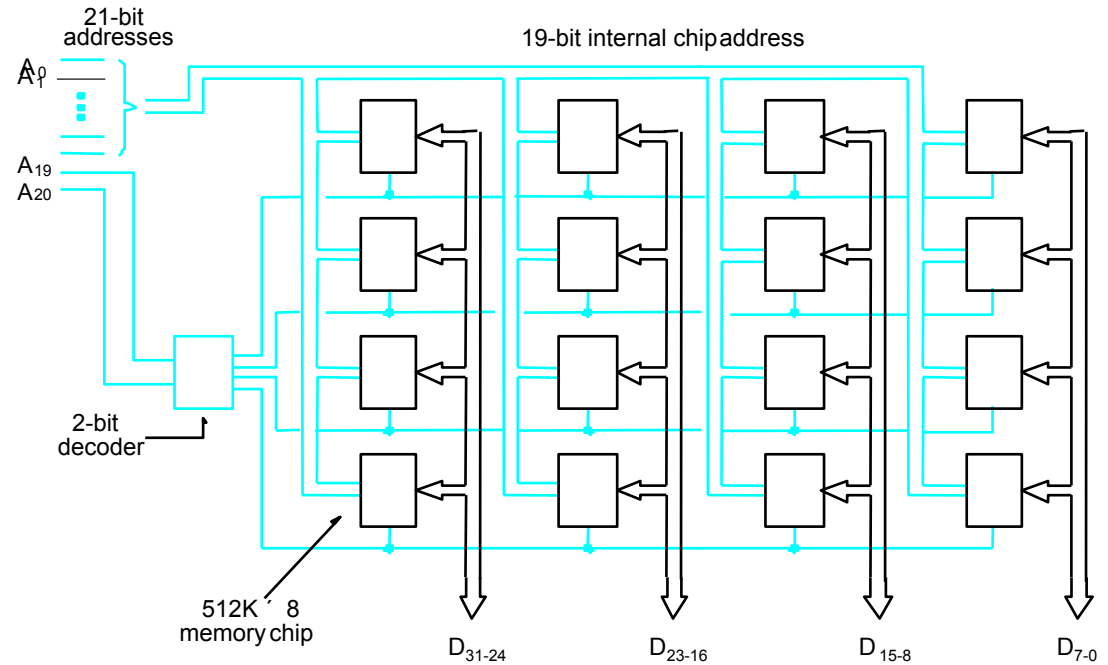 21-bit
addresses
19-bit internal chip address
A0
A1
A19
A20
2-bit
decoder
512K ´ 8
memory chip
D31-24
D23-16
D15-8
D7-0